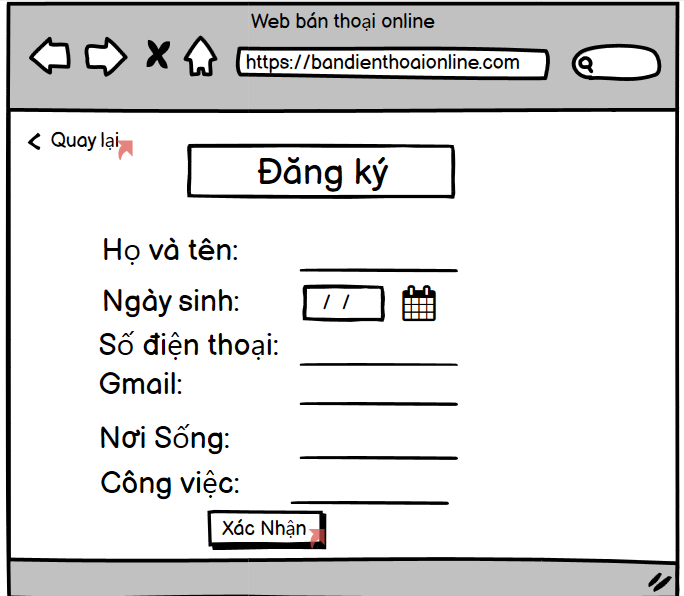 Web bán thoại online
https://bandienthoaionline.com
Quay lại
Đăng ký
Họ và tên:
Ngày sinh: / /
Số điện thoại:
Gmail:
Nơi Sống:
Công việc:
Xác Nhận